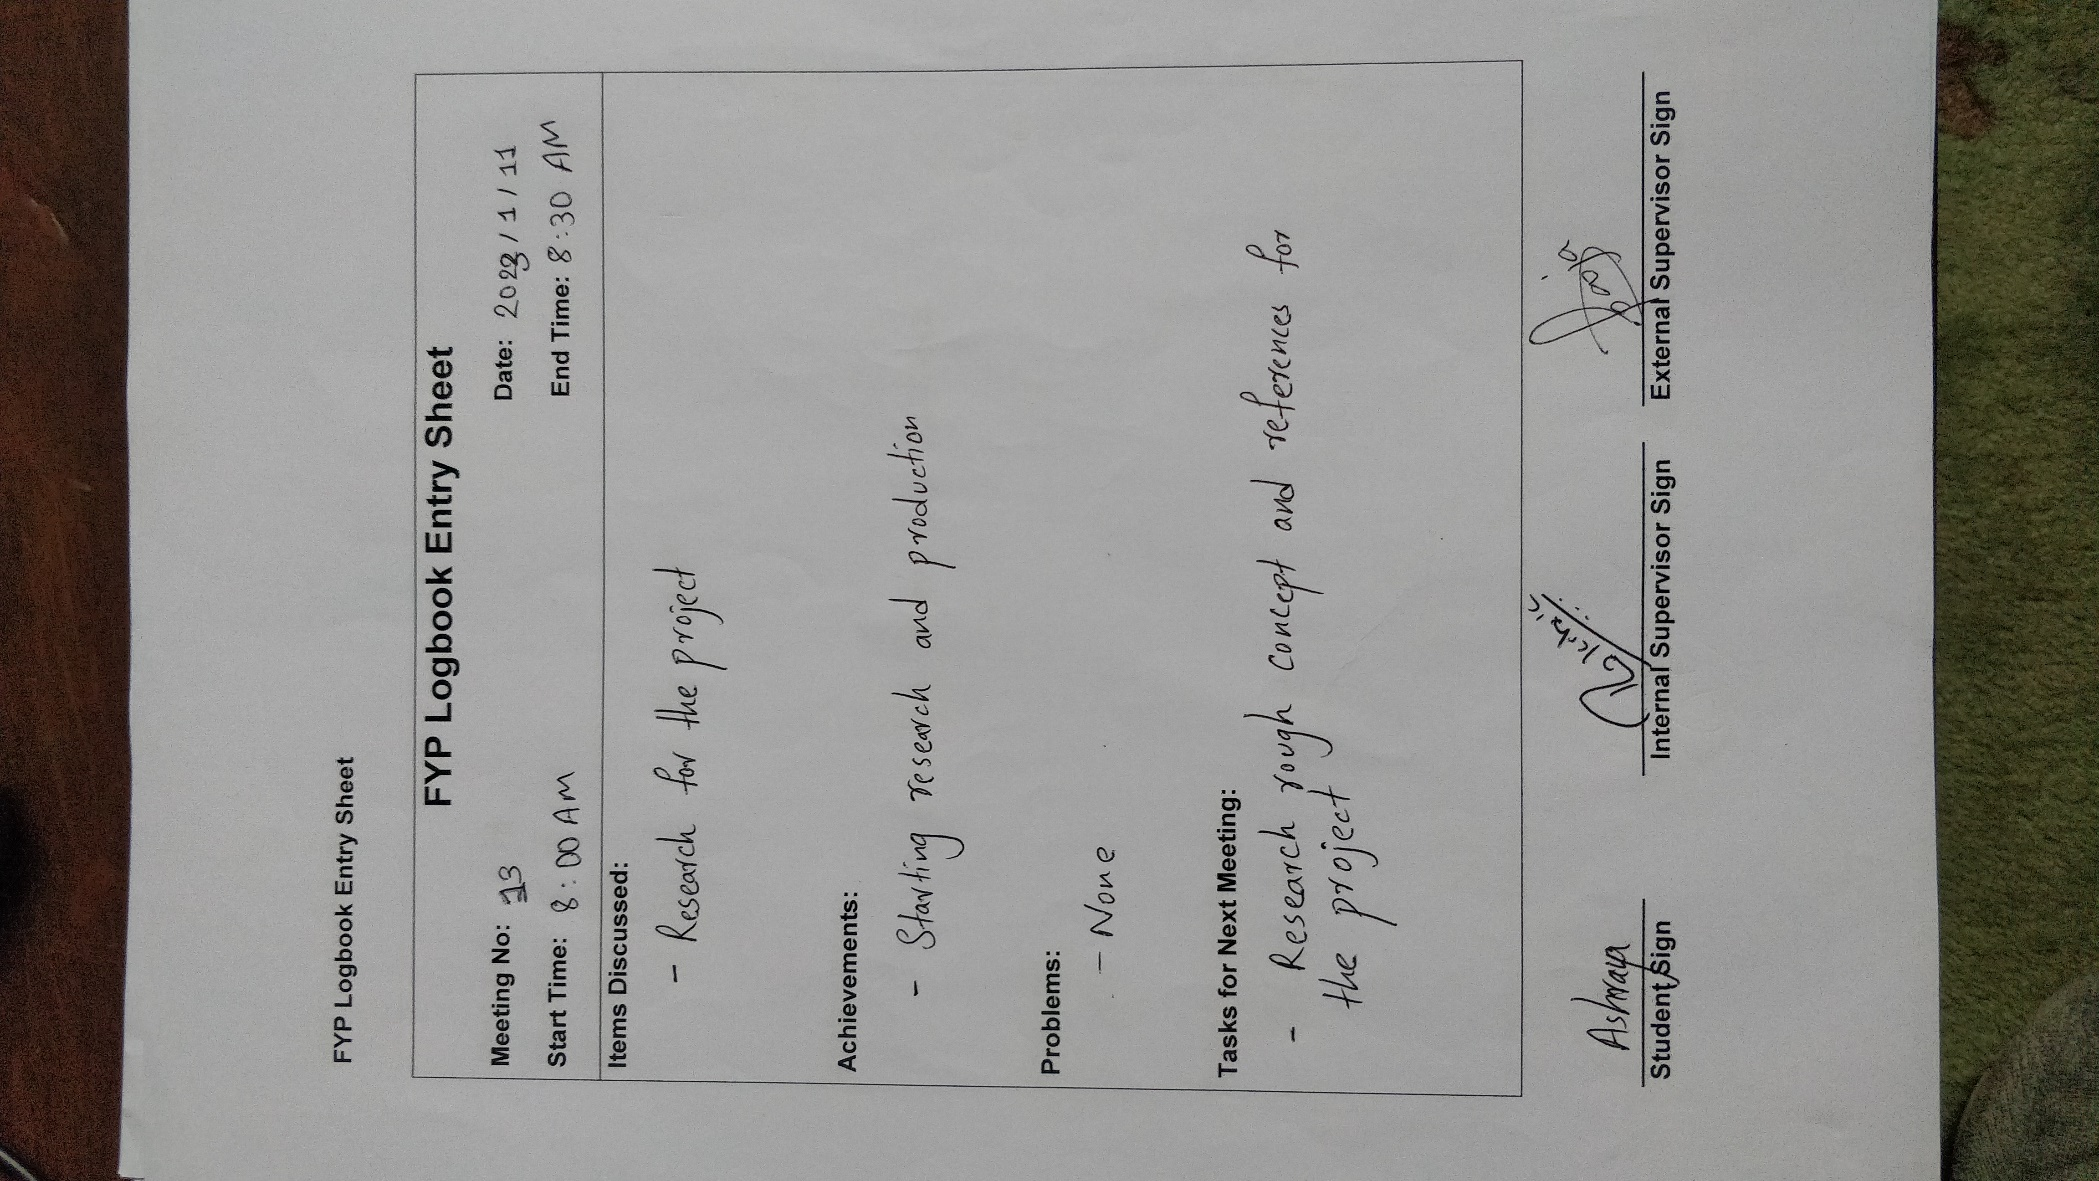 FYP Logbook Entry Sheet
FYP Logbook Entry Sheet
Meeting No: 13 Date: 2023/1/11
Start Time: 8:00 AM End Time: 8:30 AM
Items Discussed:
- Research for the project
Achievements:
- Starting research and production
Problems:
- None
Tasks for Next Meeting:
- Research rough concept and references for
the project
Ashraya
Student Sign Internal Supervisor Sign External Supervisor Sign